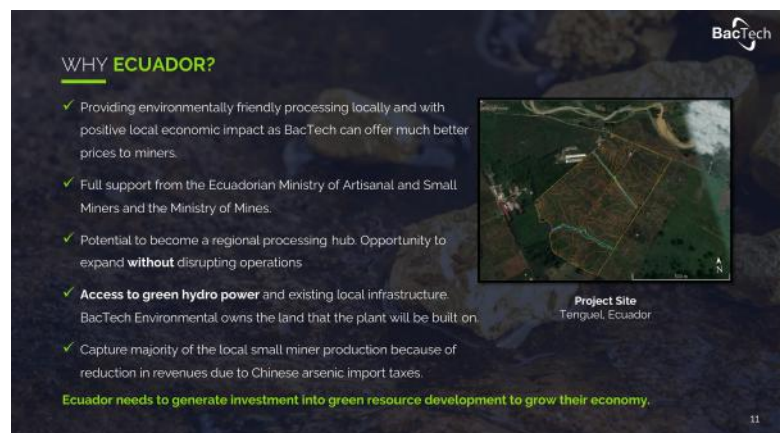 BacTech
WHY ECUADOR?
Providing environmentally friendly processing locally and with
positive local economic impact as BacTech can offer much better
prices to miners.
Full support from the Ecuadorian Ministry of Artisanal and Small
Miners and the Ministry of Mines.
Potential to become a regional processing hub. Opportunity to
expand without disrupting operations
Access to green hydro power and existing local infrastructure.
BacTech Environmental owns the land that the plant will be built on.
Capture majority of the local small miner production because of
reduction in revenues due to Chinese arsenic import taxes.
N
Project Site
Tenguel, Ecuador
Ecuador needs to generate investment into green resource development to grow their economy.
11